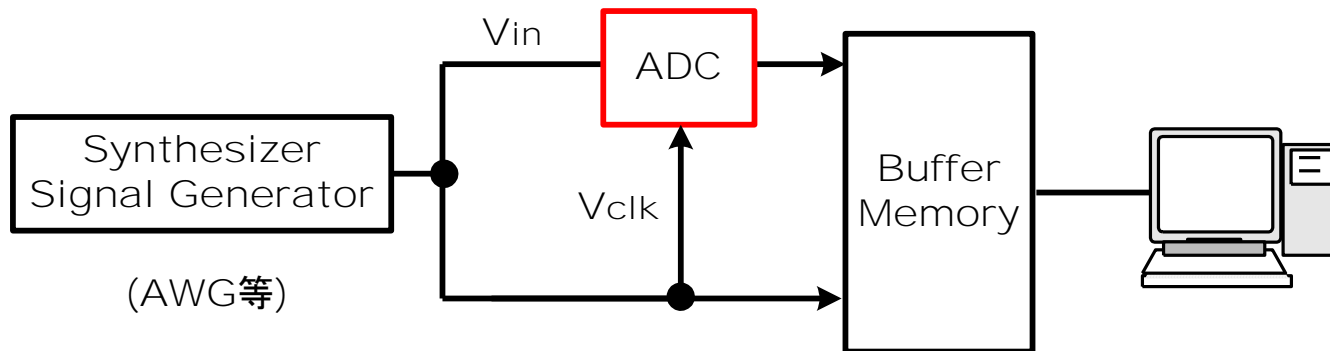 Vin
ADC
Synthesizer
Signal Generator
Vclk
Buffer
Memory
(AWG等)